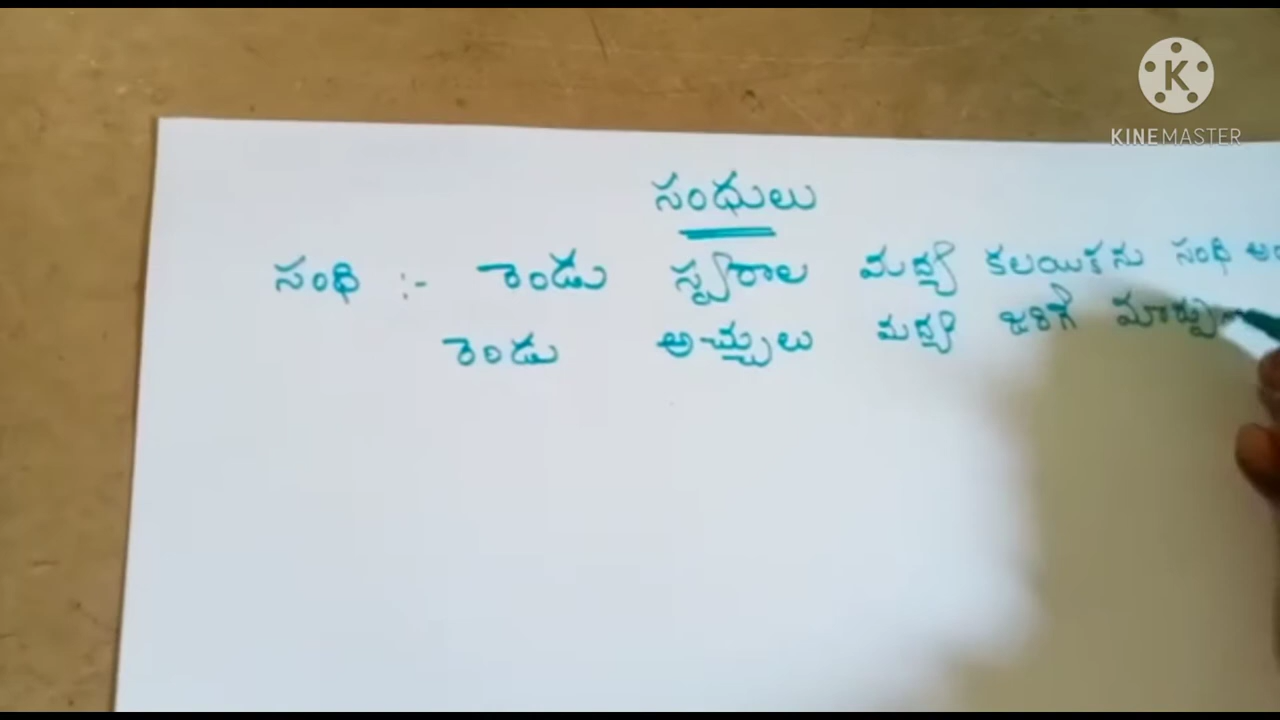 KINEMASTER
సంధులు
సంధి :- రెండు స్వరాల మధ్య కలయికను సంధి
రెండు అచ్చులు మధ్య జరిగే